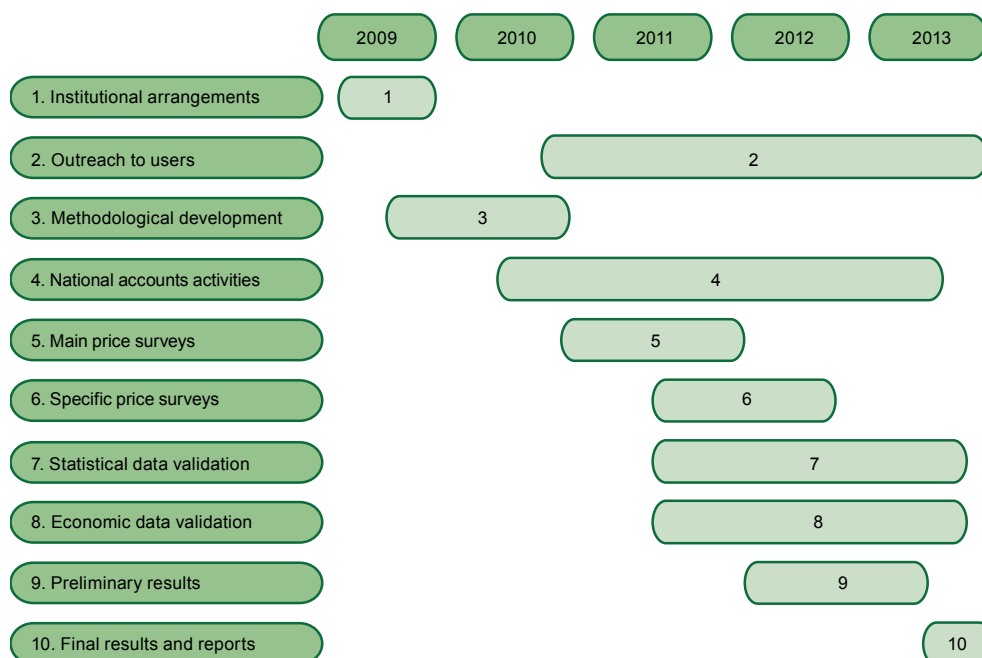 2009 2010 2011 2012 2013
1. Institutional arrangements 1
2. Outreach to users 2
3. Methodological development 3
4. National accounts activities 4
5. Main price surveys 5
6. Specific price surveys 6
7. Statistical data validation 7
8. Economic data validation 8
9. Preliminary results 9
10. Final results and reports 10